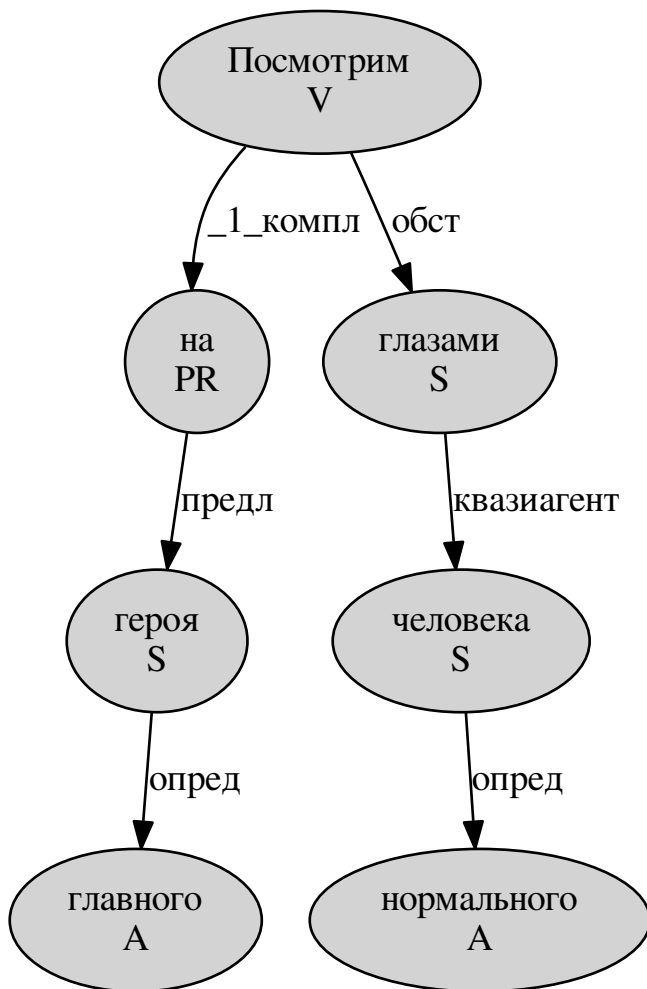 Посмотрим
V
_1_компл
обст
на
PR
глазами
S
предл
квазиагент
героя
S
человека
S
опред
опред
главного
A
нормального
A